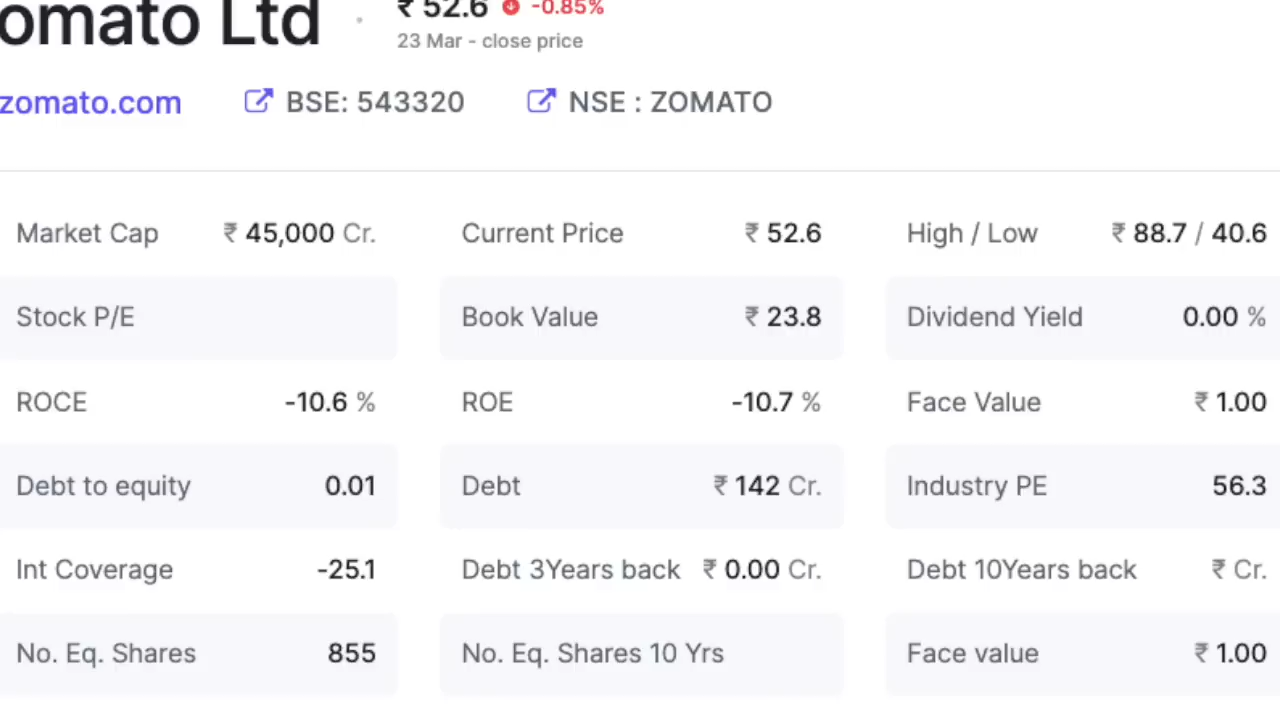 omato Ltd
₹ 52.6 -0.85%
23 Mar - close price
zomato.com BSE: 543320 NSE : ZOMATO
Market Cap ₹ 45,000 Cr. Current Price ₹ 52.6 High / Low ₹ 88.7 / 40.6
Stock P/E Book Value ₹ 23.8 Dividend Yield 0.00 %
ROCE -10.6 % ROE -10.7 % Face Value ₹ 1.00
Debt to equity 0.01 Debt ₹ 142 Cr. Industry PE 56.3
Int Coverage -25.1 Debt 3Years back ₹ 0.00 Cr. Debt 10Years back ₹ Cr.
No. Eq. Shares 855 No. Eq. Shares 10 Yrs Face value ₹ 1.00